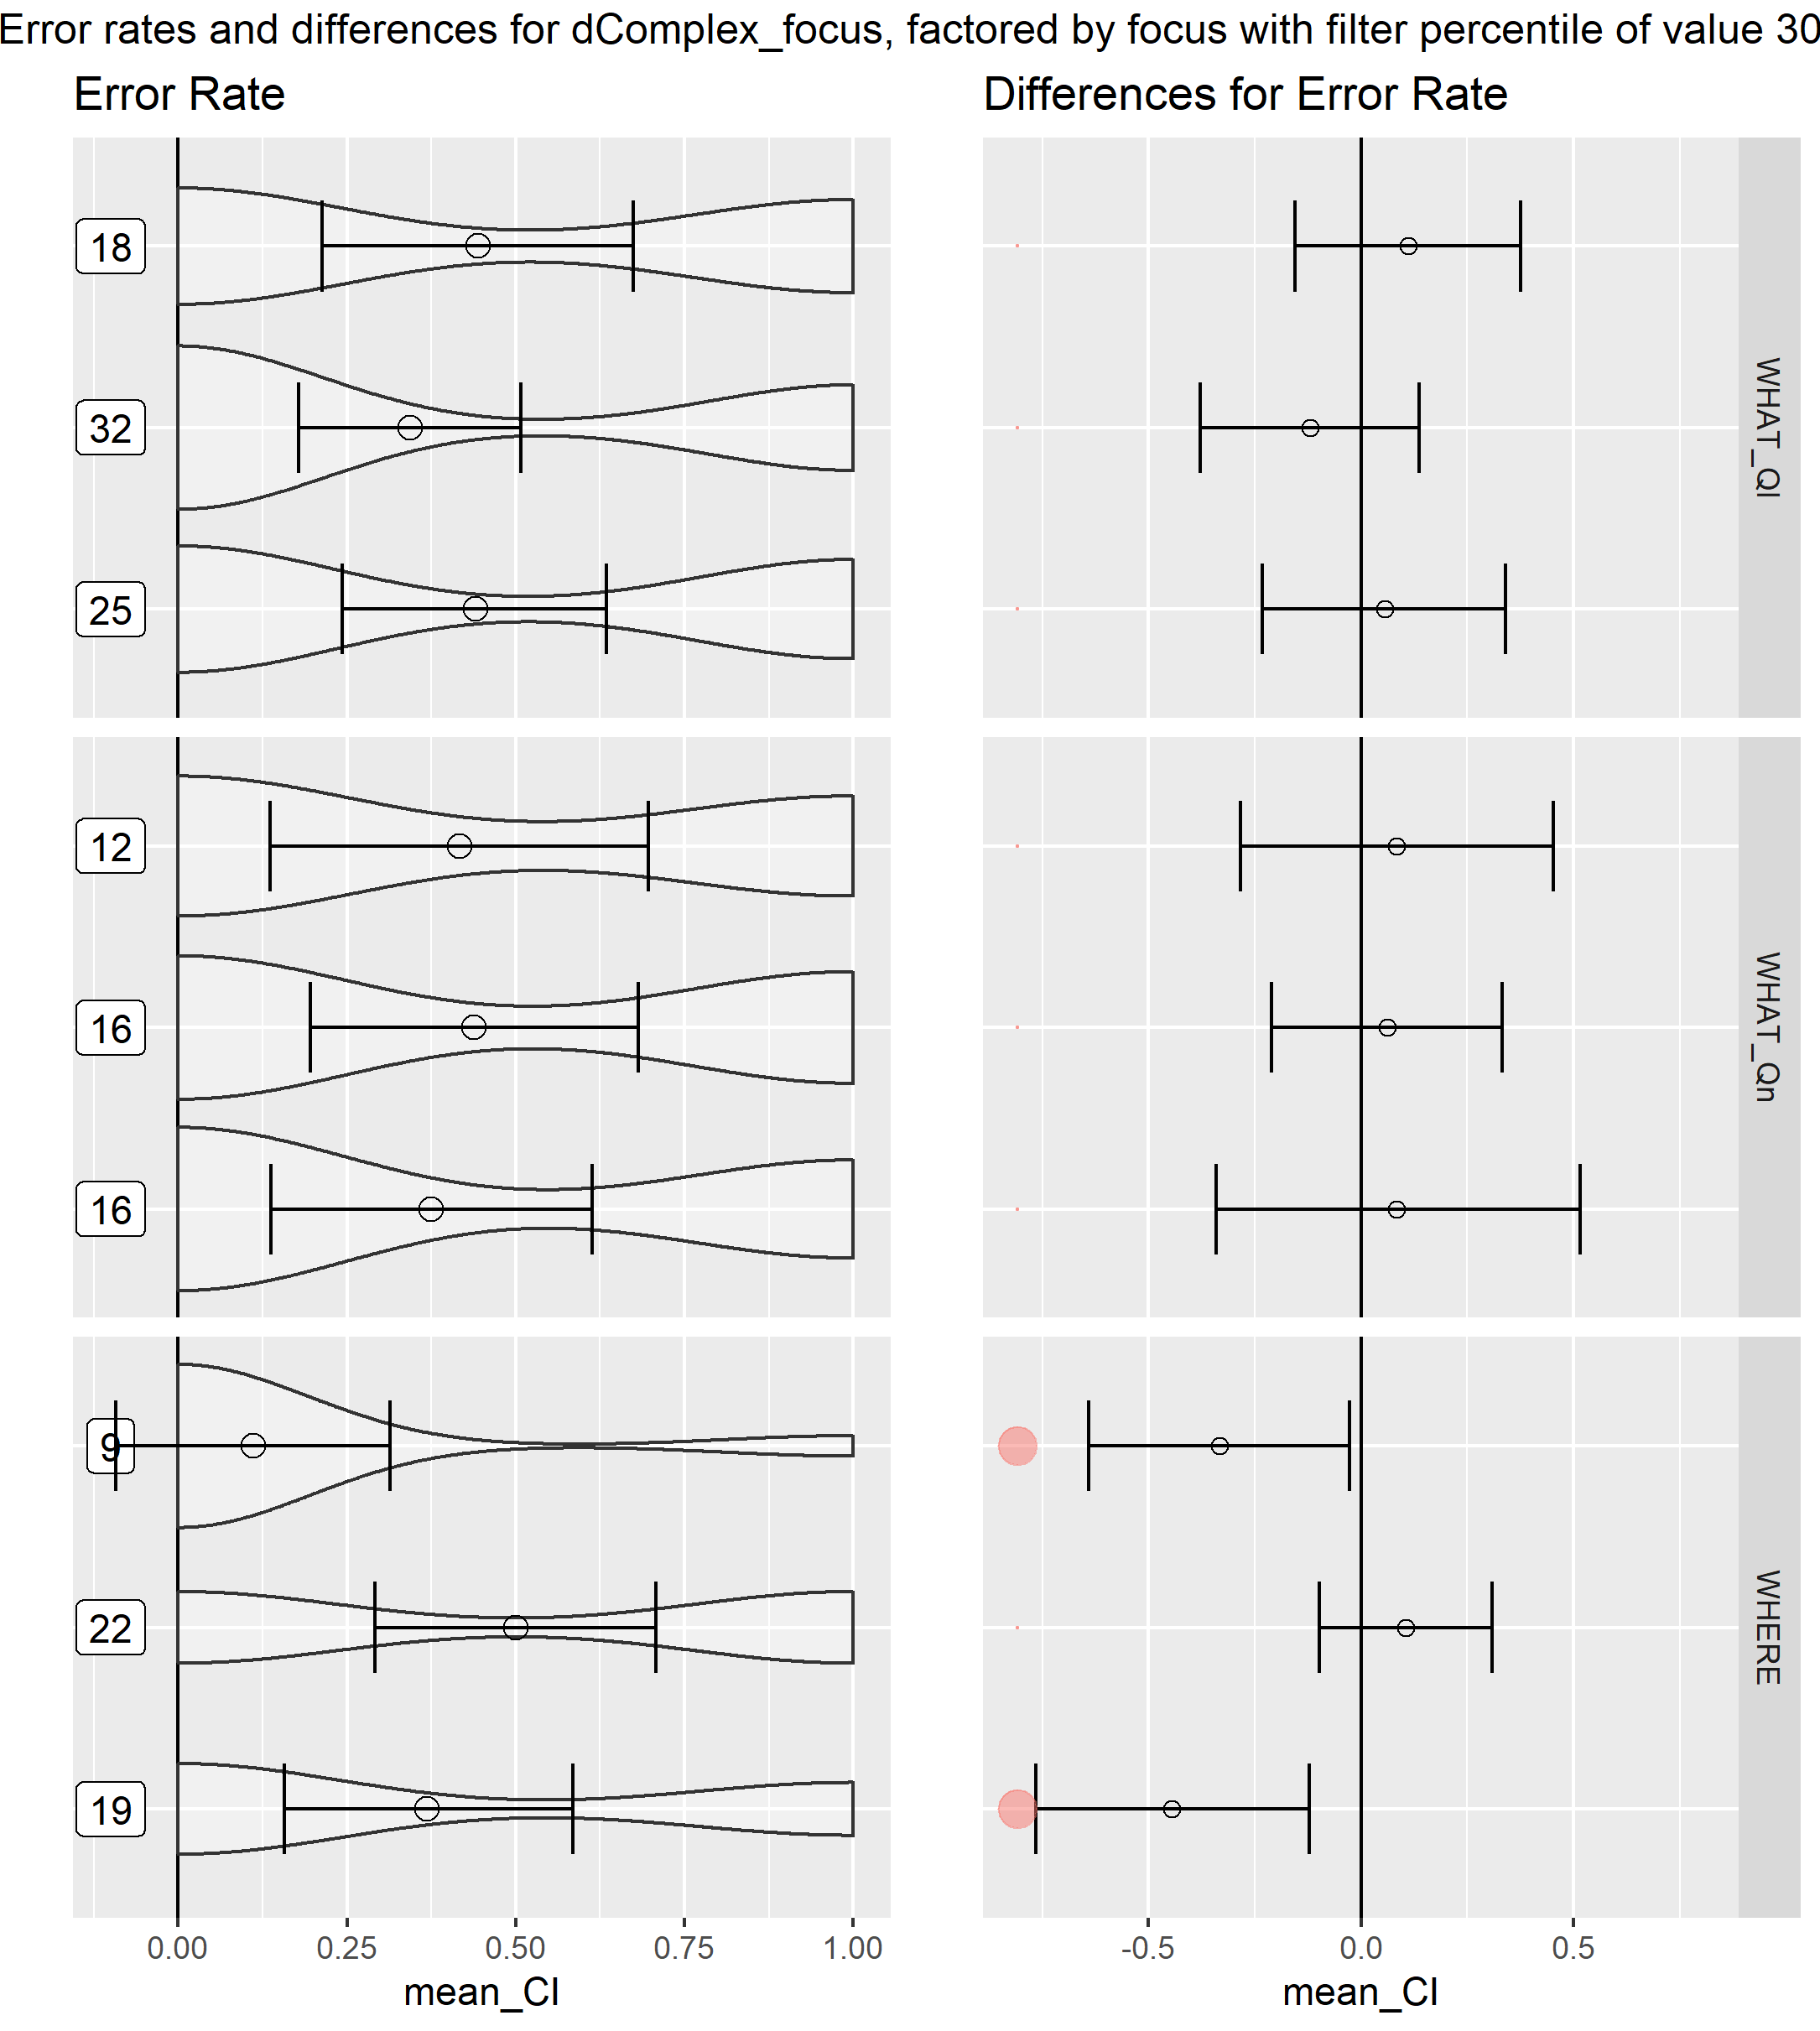 Error rates and differences for dComplex_focus, factored by focus with filter percentile of value 30
Error Rate
Differences for Error Rate
18
32
25
WHAT_Ql
12
16
16
WHAT_Qn
9
22
19
WHERE
0.00 0.25 0.50 0.75 1.00
mean_CI
-0.5 0.0 0.5
mean_CI